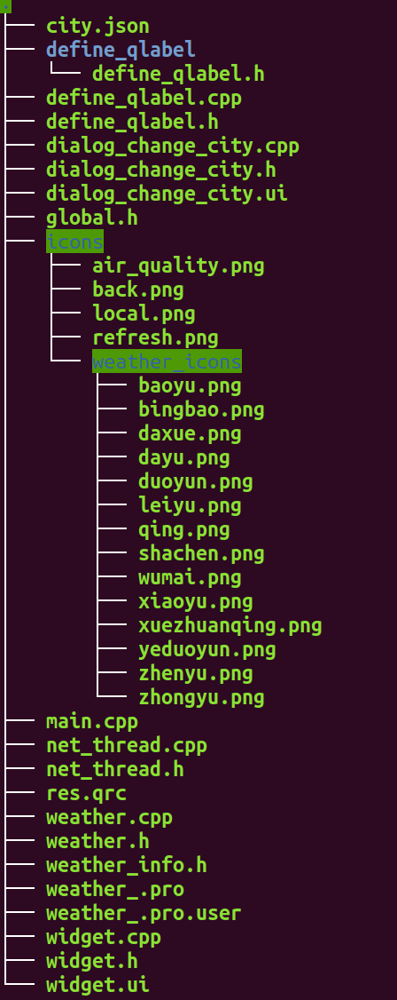 .
city.json
define_qlabel
define_qlabel.h
define_qlabel.cpp
define_qlabel.h
dialog_change_city.cpp
dialog_change_city.h
dialog_change_city.ui
global.h
icons
air_quality.png
back.png
local.png
refresh.png
weather_icons
baoyu.png
bingbao.png
daxue.png
dayu.png
duoyun.png
leiyu.png
qing.png
shachen.png
wumai.png
xiaoyu.png
xuezhuanqing.png
yeduoyun.png
zhenyu.png
zhongyu.png
main.cpp
net_thread.cpp
net_thread.h
res.qrc
weather.cpp
weather.h
weather_info.h
weather_.pro
weather_.pro.user
widget.cpp
widget.h
widget.ui